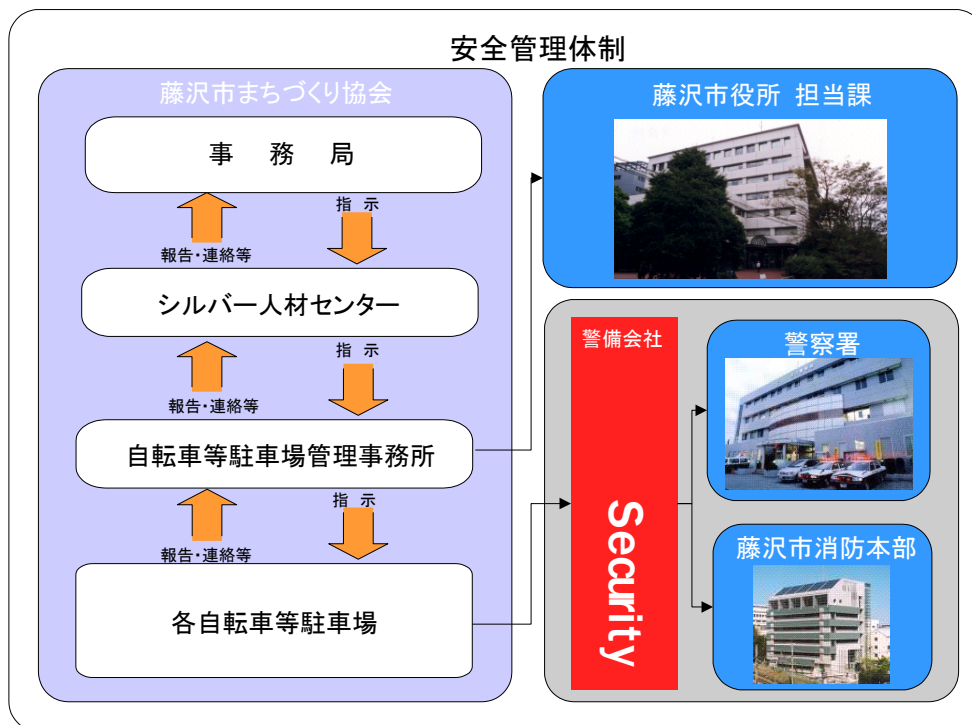 安全管理体制
藤沢市まちづくり協会
事 務 局
報告・連絡等
指 示
シルバー人材センター
報告・連絡等
指 示
自転車等駐車場管理事務所
報告・連絡等
指 示
各自転車等駐車場
藤沢市役所 担当課
警備会社
Security
警察署
藤沢市消防本部